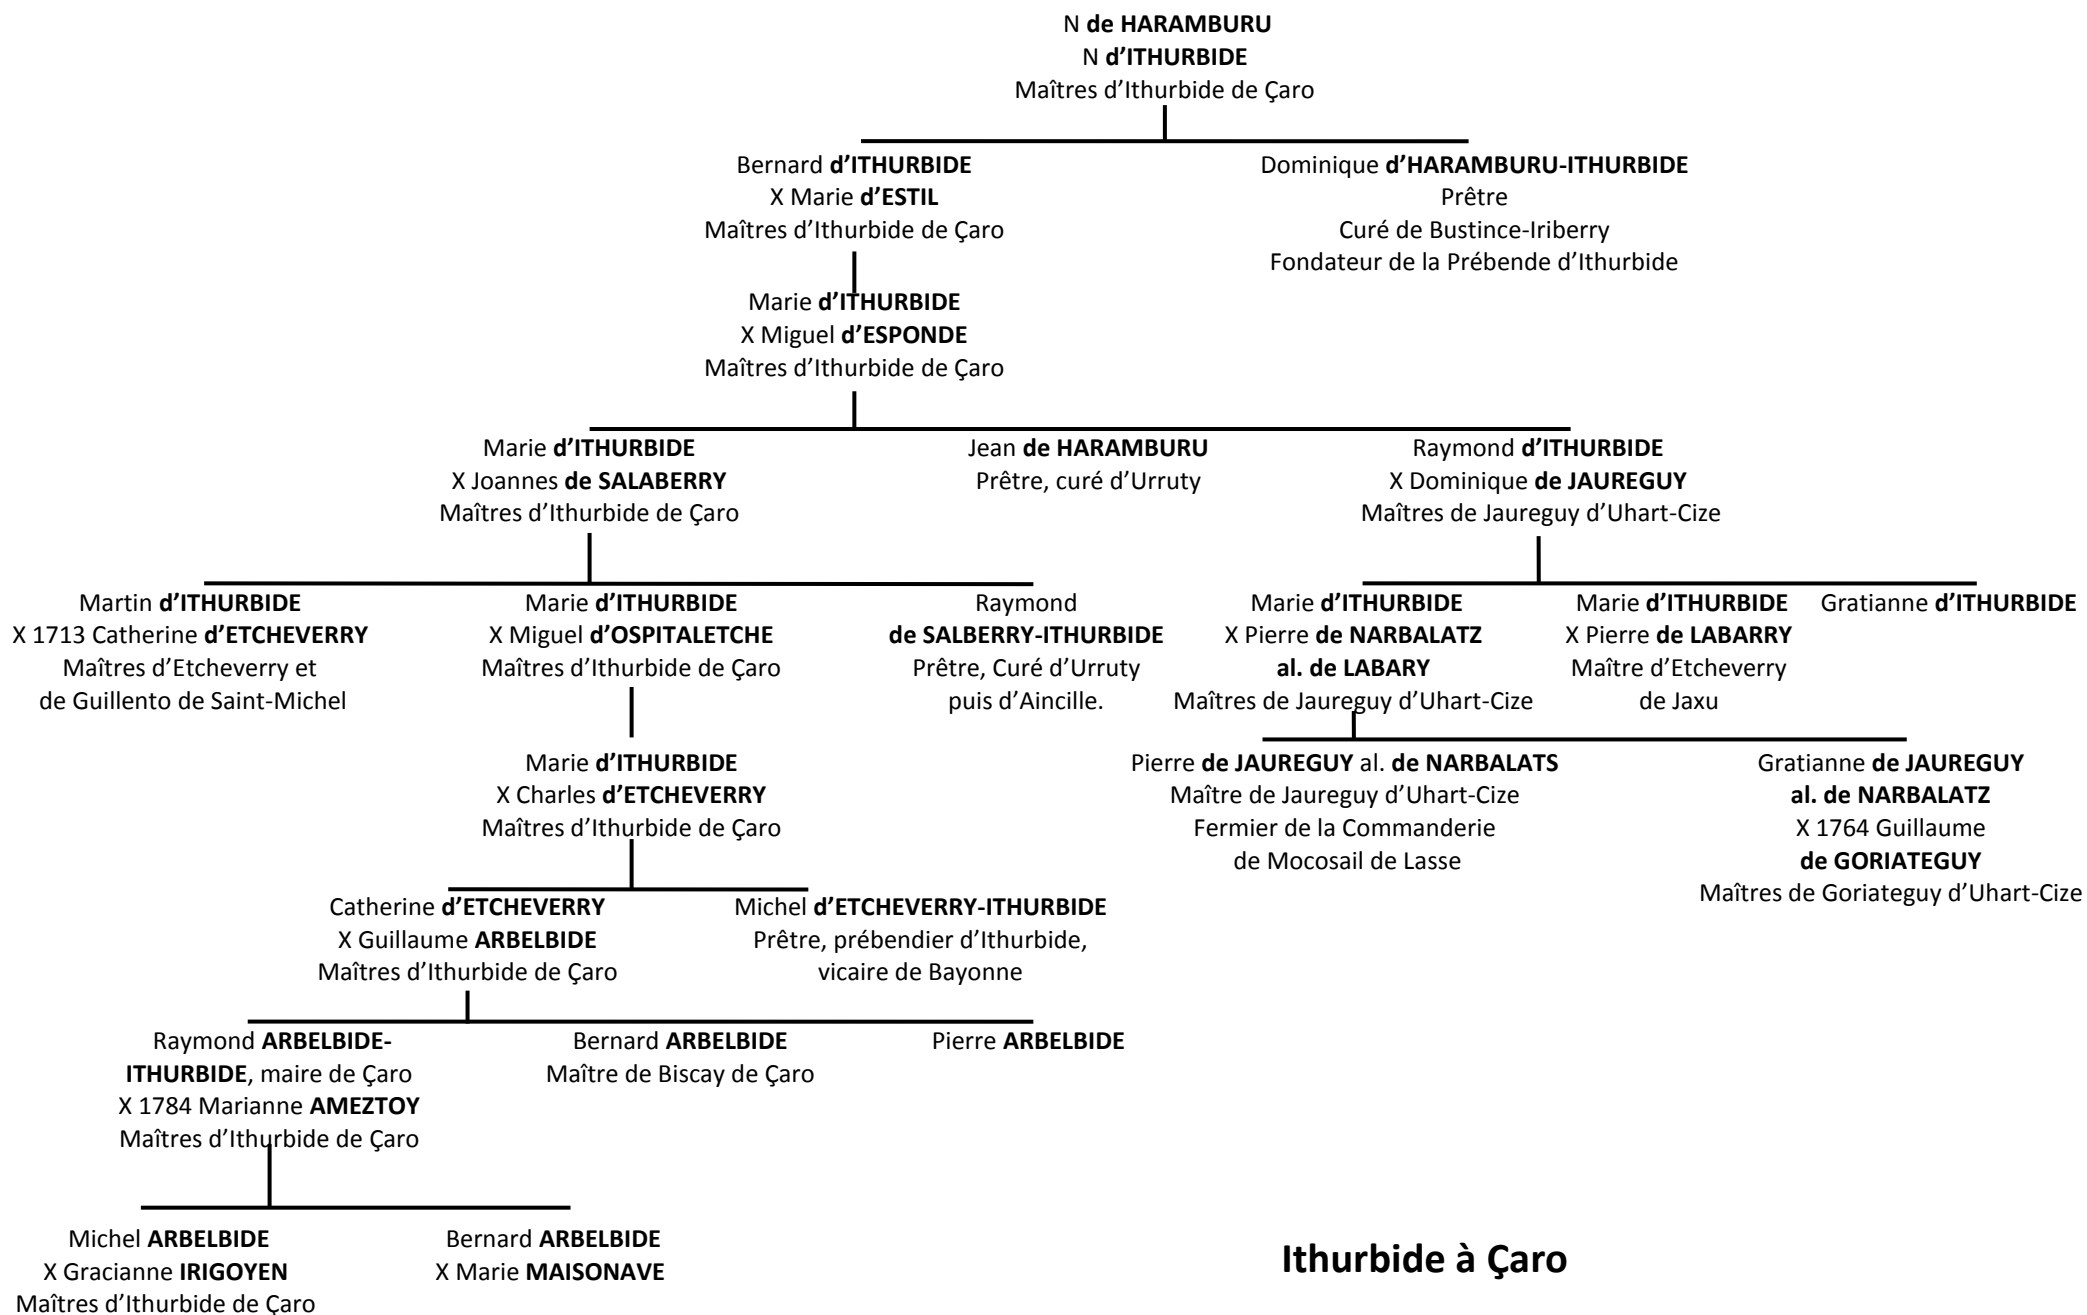 N de HARAMBURU
N d’ITHURBIDE
Maîtres d’Ithurbide de Çaro
Bernard d’ITHURBIDE
X Marie d’ESTIL
Maîtres d’Ithurbide de Çaro
Dominique d’HARAMBURU-ITHURBIDE
Prêtre
Curé de Bustince-Iriberry
Fondateur de la Prébende d’Ithurbide
Marie d’ITHURBIDE
X Miguel d’ESPONDE
Maîtres d’Ithurbide de Çaro
Marie d’ITHURBIDE
X Joannes de SALABERRY
Maîtres d’Ithurbide de Çaro
Jean de HARAMBURU
Prêtre, curé d’Urruty
Raymond d’ITHURBIDE
X Dominique de JAUREGUY
Maîtres de Jaureguy d’Uhart-Cize
Martin d’ITHURBIDE
X 1713 Catherine d’ETCHEVERRY
Maîtres d’Etcheverry et
de Guillento de Saint-Michel
Marie d’ITHURBIDE
X Miguel d’OSPITALETCHE
Maîtres d’Ithurbide de Çaro
Raymond
de SALBERRY-ITHURBIDE
Prêtre, Curé d’Urruty
puis d’Aincille.
Marie d’ITHURBIDE
X Pierre de NARBALATZ
al. de LABARY
Maîtres de Jaureguy d’Uhart-Cize
Marie d’ITHURBIDE
X Pierre de LABARRY
Maître d’Etcheverry
de Jaxu
Gratianne d’ITHURBIDE
Marie d’ITHURBIDE
X Charles d’ETCHEVERRY
Maîtres d’Ithurbide de Çaro
Pierre de JAUREGUY al. de NARBALATS
Maître de Jaureguy d’Uhart-Cize
Fermier de la Commanderie
de Mocosail de Lasse
Gratianne de JAUREGUY
al. de NARBALATZ
X 1764 Guillaume
de GORIATEGUY
Maîtres de Goriateguy d’Uhart-Cize
Catherine d’ETCHEVERRY
X Guillaume ARBELBIDE
Maîtres d’Ithurbide de Çaro
Michel d’ETCHEVERRY-ITHURBIDE
Prêtre, prébendier d’Ithurbide,
vicaire de Bayonne
Raymond ARBELBIDE-
ITHURBIDE, maire de Çaro
X 1784 Marianne AMEZTOY
Maîtres d’Ithurbide de Çaro
Bernard ARBELBIDE
Maître de Biscay de Çaro
Pierre ARBELBIDE
Michel ARBELBIDE
X Gracianne IRIGOYEN
Maîtres d’Ithurbide de Çaro
Bernard ARBELBIDE
X Marie MAISONAVE
Ithurbide à Çaro